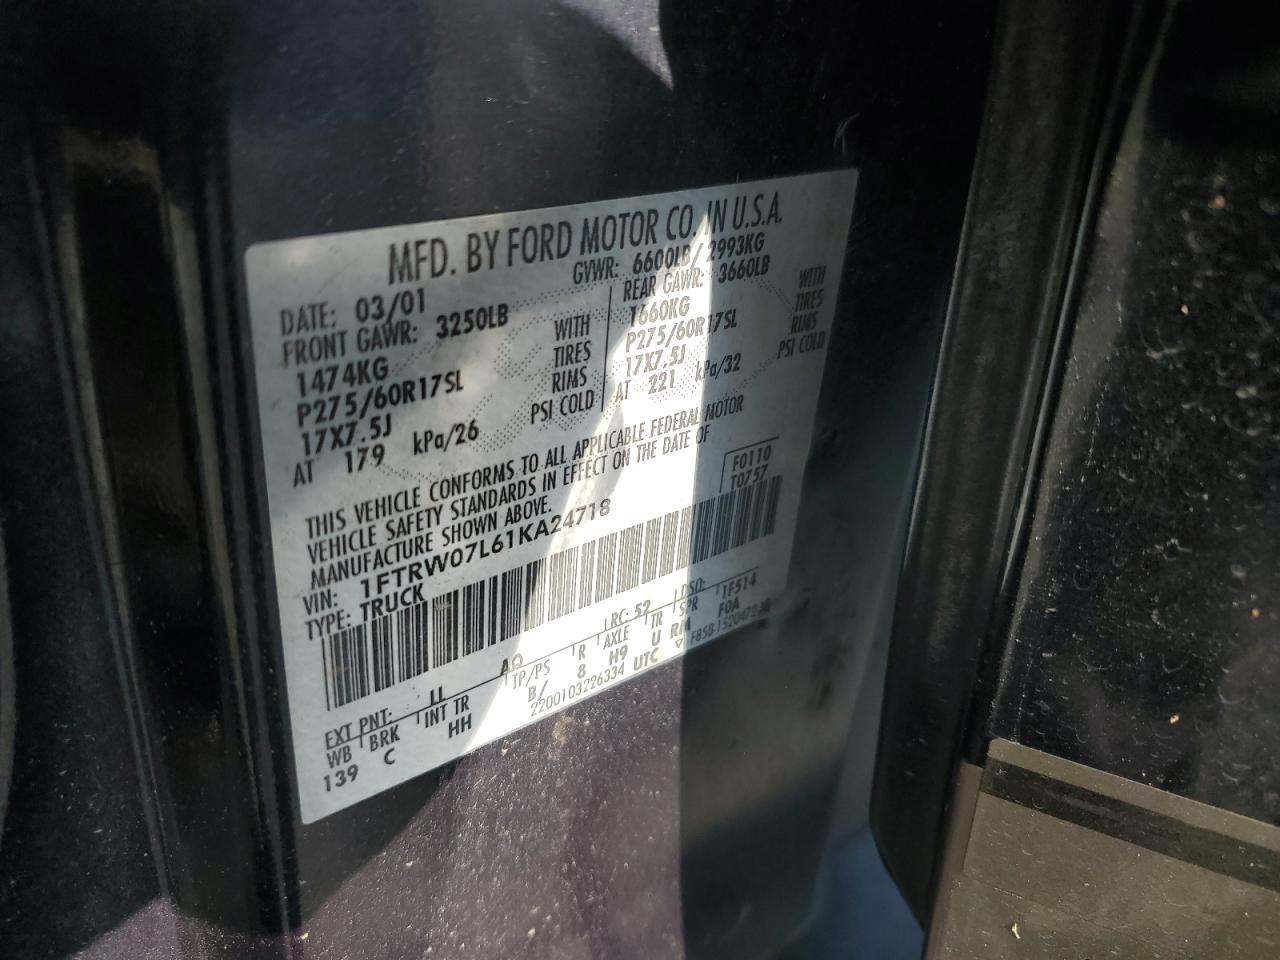 MFD. BY FORD MOTOR CO. IN U.S.A.
DATE: 03/01 GVWR: 6600LB/2993KG
FRONT GAWR: 3250LB REAR GAWR: 3660LB
1474KG WITH 1660KG WITH
P275/60R17SL TIRES P275/60R17SL TIRES
17X7.5J RIMS 17X7.5J RIMS
AT 179 kPa/26 PSI COLD AT 221 kPa/32 PSI COLD
THIS VEHICLE CONFORMS TO ALL APPLICABLE FEDERAL MOTOR
VEHICLE SAFETY STANDARDS IN EFFECT ON THE DATE OF
MANUFACTURE SHOWN ABOVE. F0110
VIN: 1FTRW07L61KA24718 T0757
TYPE: TRUCK
EXT PNT: LL AQ RC: 52 DSO: 1F514
WB BRK INT TR TP/PS R AXLE TR SPR
139 C HH B/ 8 H9 U RM F0A
2200103226334 UTC